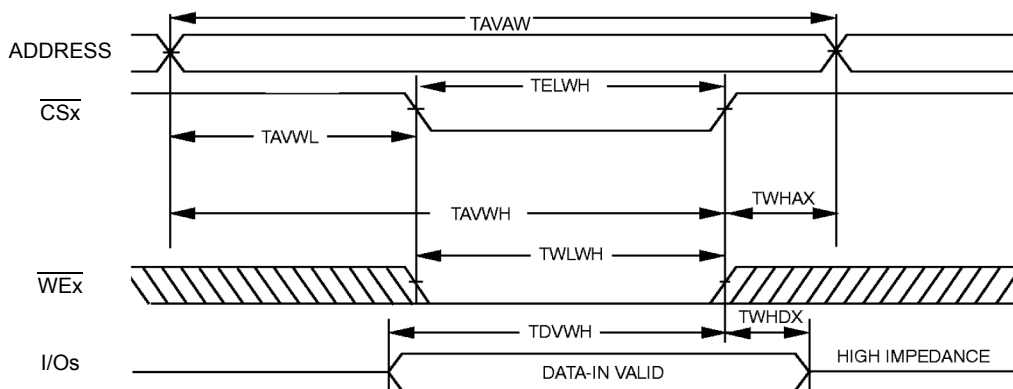 TAVAW
ADDRESS
TELWH
CSx
TAVWL
TAVWH
TWHAX
TWLWH
WEx
TDVWH
TWHDX
I/Os
DATA-IN VALID
HIGH IMPEDANCE